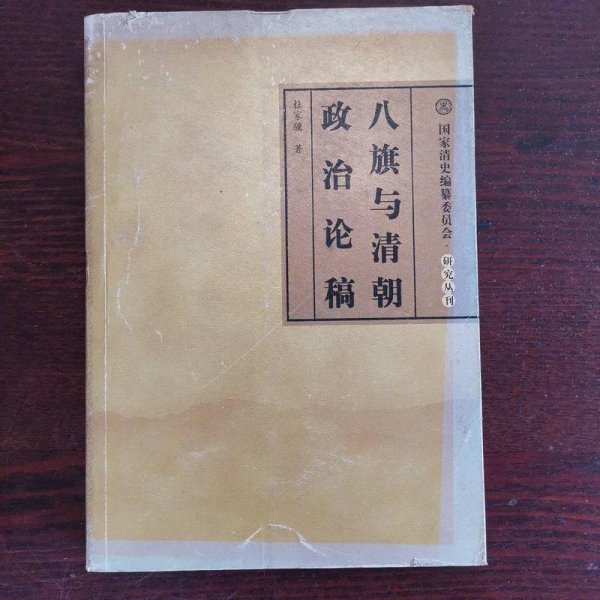 国家清史编纂委员会·研究丛刊
八旗与清朝
政治论稿
杜家骥 著